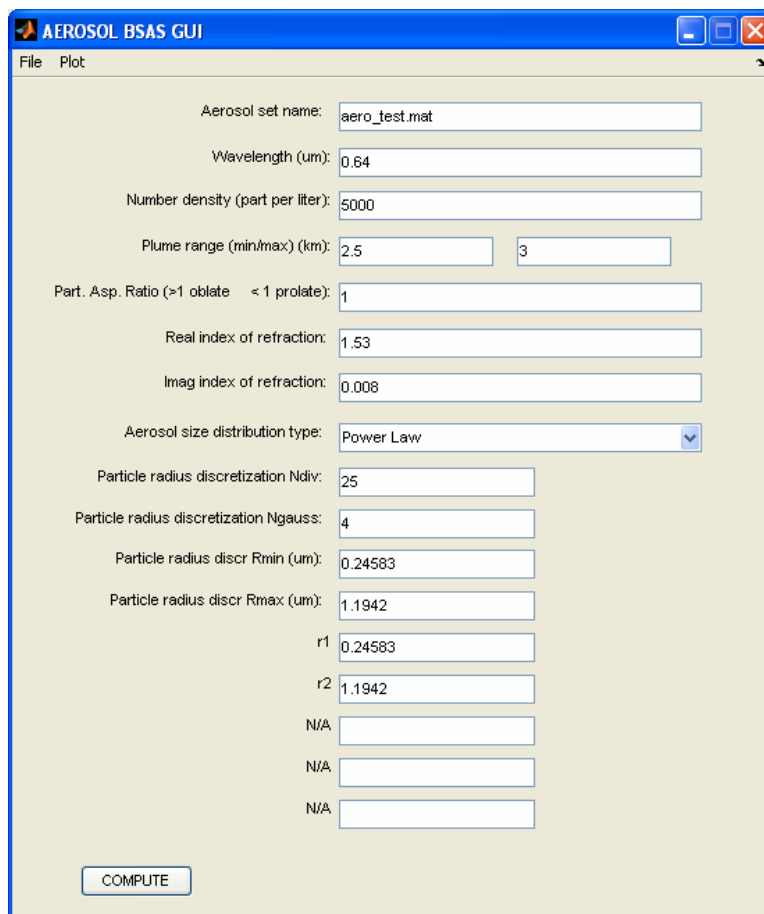 AEROSOL BSAS GUI
File Plot
Aerosol set name: aero_test.mat
Wavelength (um): 0.64
Number density (part per liter): 5000
Plume range (min/max) (km): 2.5 3
Part. Asp. Ratio (>1 oblate < 1 prolate): 1
Real index of refraction: 1.53
Imag index of refraction: 0.008
Aerosol size distribution type: Power Law
Particle radius discretization Ndiv: 25
Particle radius discretization Ngauss: 4
Particle radius discr Rmin (um): 0.24583
Particle radius discr Rmax (um): 1.1942
r1 0.24583
r2 1.1942
N/A
N/A
N/A
COMPUTE